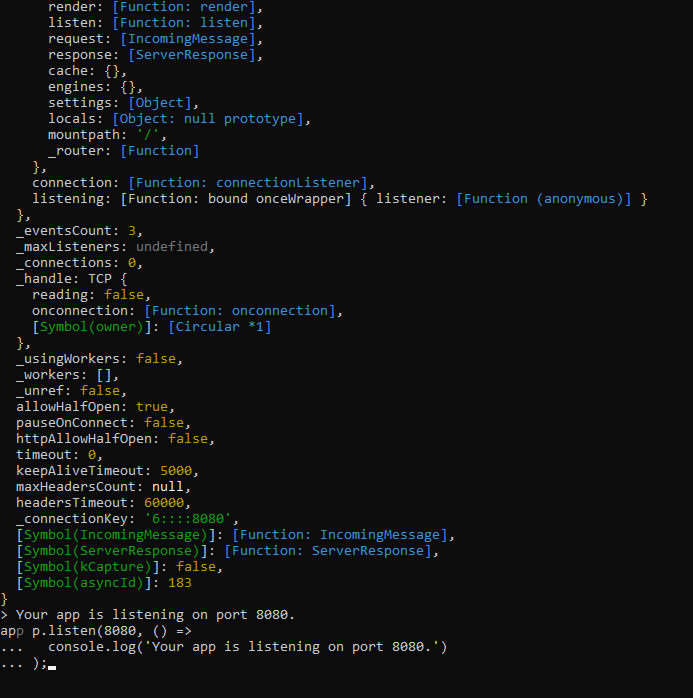 render: [Function: render],
listen: [Function: listen],
request: [IncomingMessage],
response: [ServerResponse],
cache: {},
engines: {},
settings: [Object],
locals: [Object: null prototype],
mountpath: '/',
_router: [Function]
},
connection: [Function: connectionListener],
listening: [Function: bound onceWrapper] { listener: [Function (anonymous)] }
},
_eventsCount: 3,
_maxListeners: undefined,
_connections: 0,
_handle: TCP {
reading: false,
onconnection: [Function: onconnection],
[Symbol(owner)]: [Circular *1]
},
_usingWorkers: false,
_workers: [],
_unref: false,
allowHalfOpen: true,
pauseOnConnect: false,
httpAllowHalfOpen: false,
timeout: 0,
keepAliveTimeout: 5000,
maxHeadersCount: null,
headersTimeout: 60000,
_connectionKey: '6::::8080',
[Symbol(IncomingMessage)]: [Function: IncomingMessage],
[Symbol(ServerResponse)]: [Function: ServerResponse],
[Symbol(kCapture)]: false,
[Symbol(asyncId)]: 183
}
> Your app is listening on port 8080.
app p.listen(8080, () =>
... console.log('Your app is listening on port 8080.')
... );